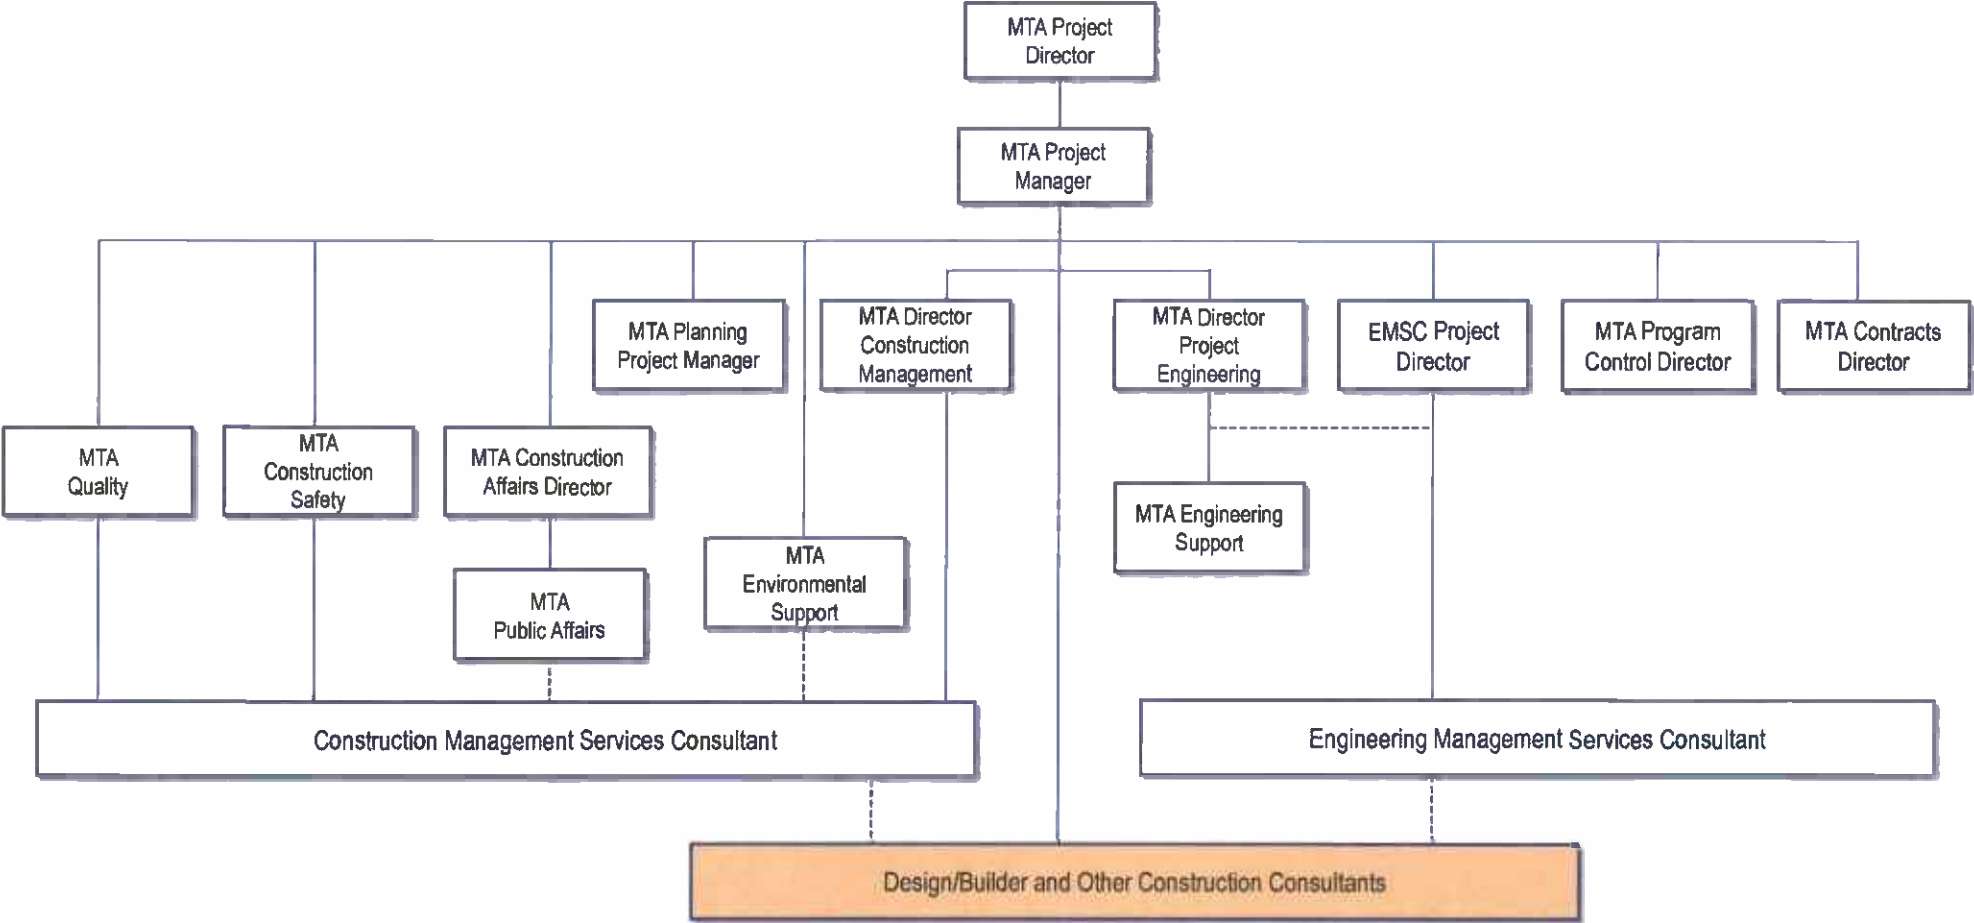 MTA Project
Director
MTA Project
Manager
MTA Planning
Project Manager
MTA Director
Construction
Management
MTA Director
Project
Engineering
EMSC Project
Director
MTA Program
Control Director
MTA Contracts
Director
MTA
Quality
MTA
Construction
Safety
MTA Construction
Affairs Director
MTA Engineering
Support
MTA
Environmental
Support
MTA
Public Affairs
Construction Management Services Consultant
Engineering Management Services Consultant
Design/Builder and Other Construction Consultants